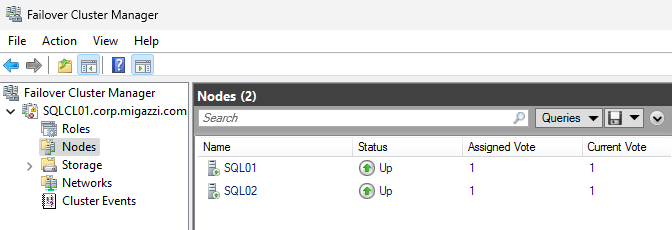 Failover Cluster Manager
File Action View Help
Failover Cluster Manager
SQLCL01.corp.migazzi.com
Roles
Nodes
Storage
Networks
Cluster Events
Nodes (2)
Search
Queries
Name Status Assigned Vote Current Vote
SQL01 Up 1 1
SQL02 Up 1 1